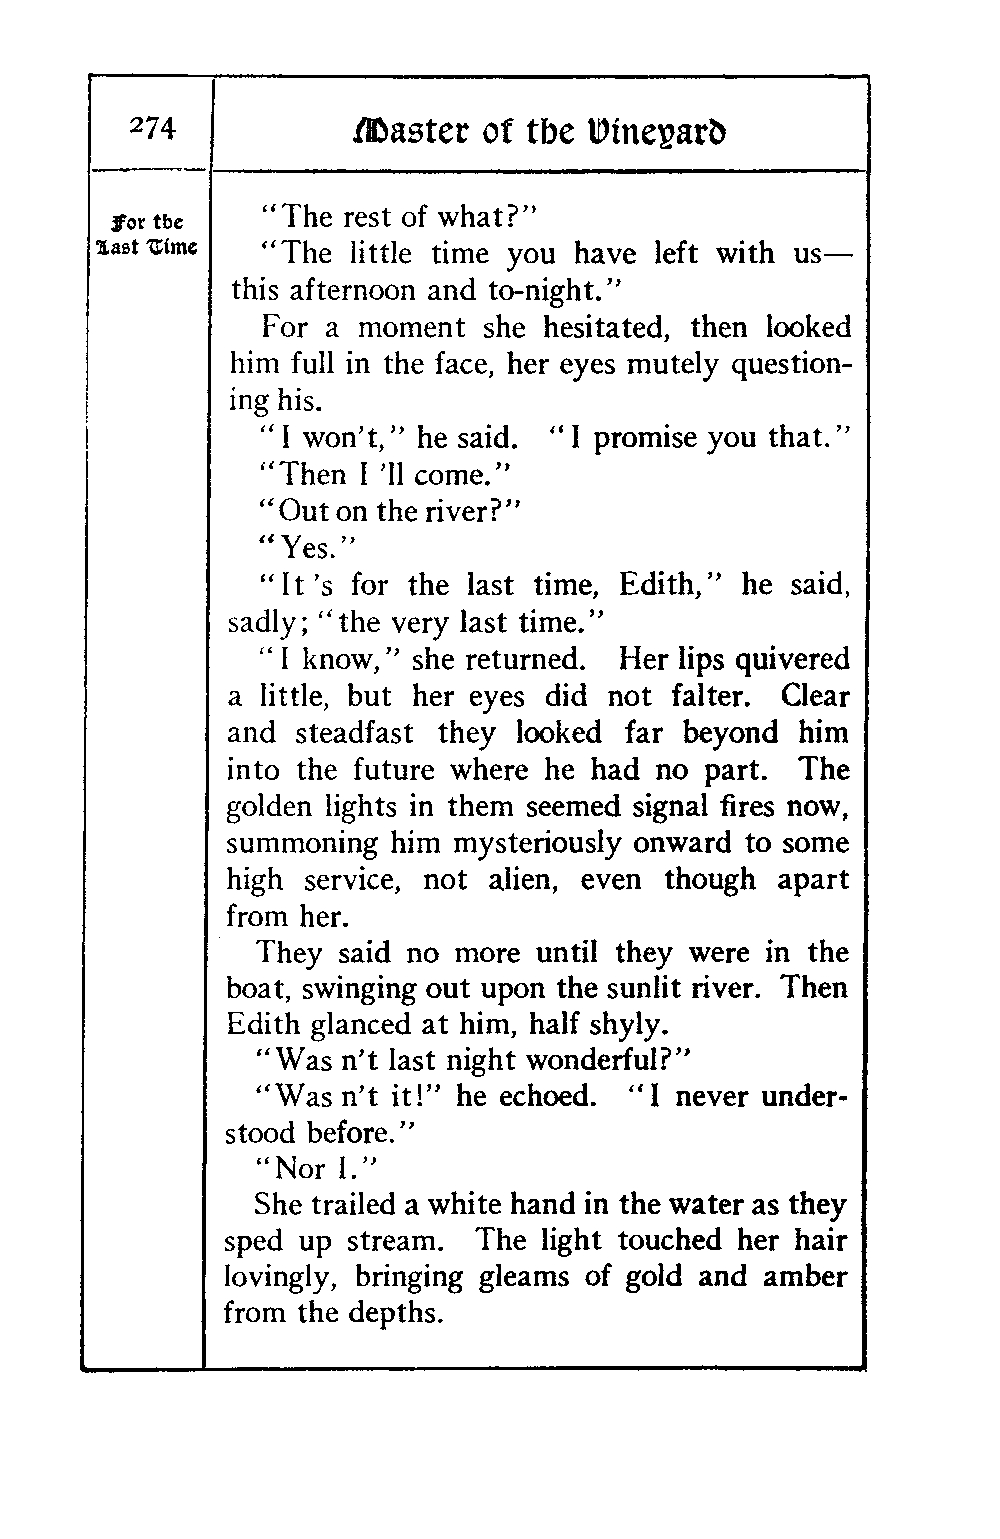 274
Master of the Vineyard
For the
Last Time
"The rest of what?"
"The little time you have left with us—
this afternoon and to-night."
For a moment she hesitated, then looked
him full in the face, her eyes mutely question-
ing his.
"I won't," he said. "I promise you that."
"Then I 'll come."
"Out on the river?"
"Yes."
"It 's for the last time, Edith," he said,
sadly; "the very last time."
"I know," she returned. Her lips quivered
a little, but her eyes did not falter. Clear
and steadfast they looked far beyond him
into the future where he had no part. The
golden lights in them seemed signal fires now,
summoning him mysteriously onward to some
high service, not alien, even though apart
from her.
They said no more until they were in the
boat, swinging out upon the sunlit river. Then
Edith glanced at him, half shyly.
"Was n't last night wonderful?"
"Was n't it!" he echoed. "I never under-
stood before."
"Nor I."
She trailed a white hand in the water as they
sped up stream. The light touched her hair
lovingly, bringing gleams of gold and amber
from the depths.